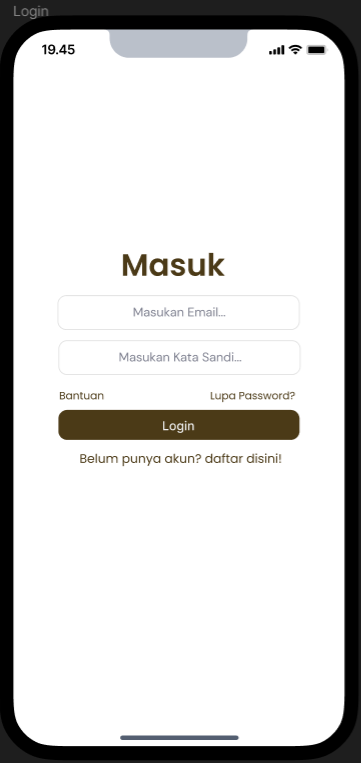 Login
19.45
Masuk
Masukan Email...
Masukan Kata Sandi...
Bantuan Lupa Password?
Login
Belum punya akun? daftar disini!